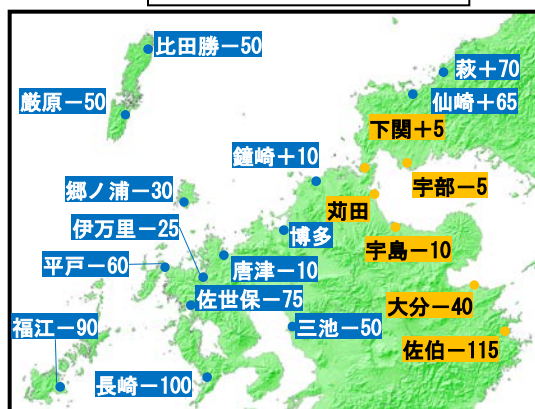 比田勝－50
萩＋70
厳原－50
仙崎＋65
下関＋5
鐘崎＋10
宇部－5
郷ノ浦－30
苅田
伊万里－25
博多
宇島－10
平戸－60
唐津－10
佐世保－75
大分－40
福江－90
三池－50
佐伯－115
長崎－100